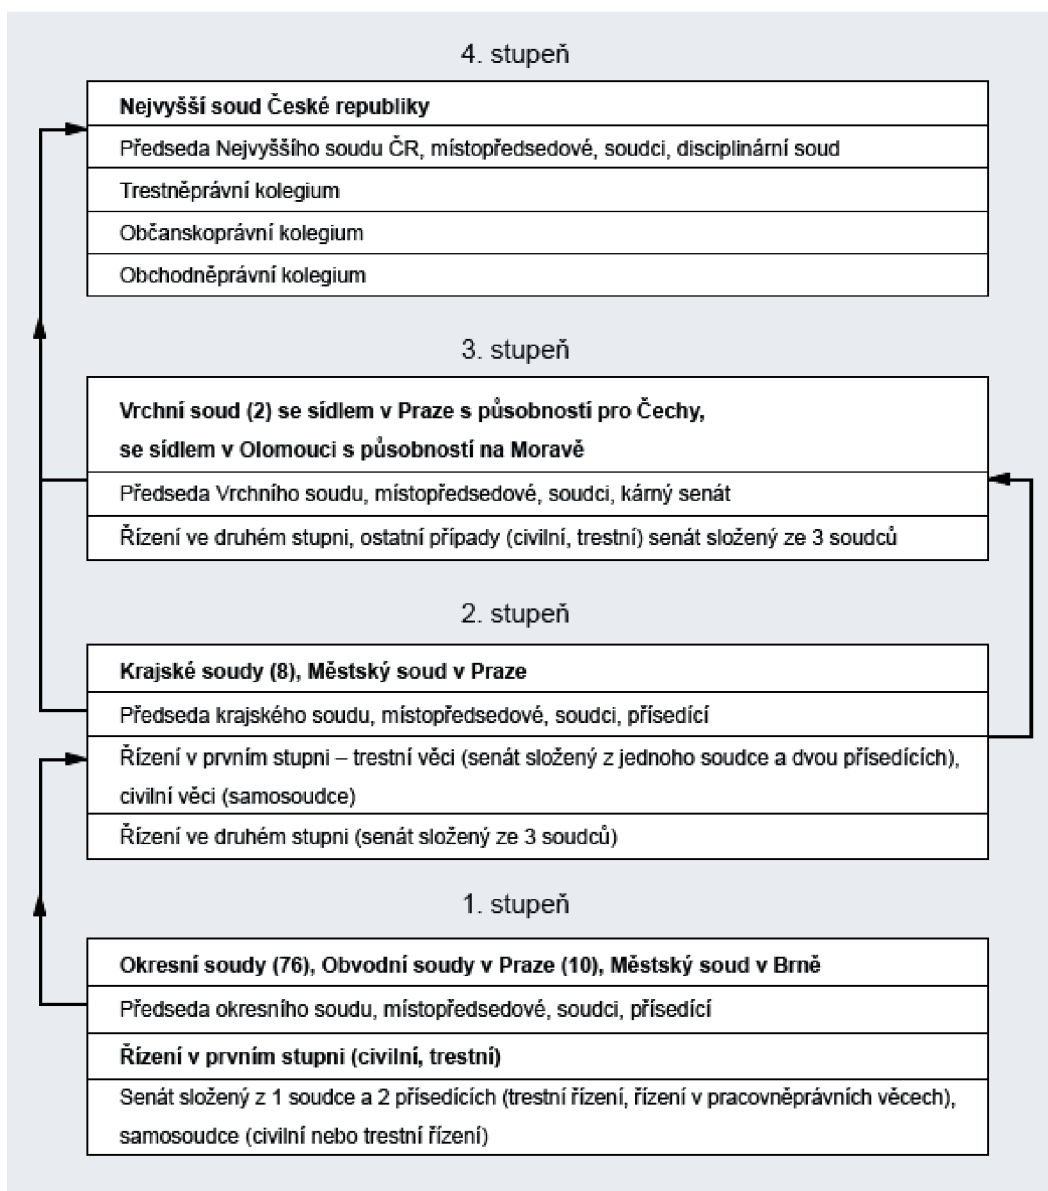 4. stupeň
Nejvyšší soud České republiky
Předseda Nejvyššího soudu ČR, místopředsedové, soudci, disciplinární soud
Trestněprávní kolegium
Občanskoprávní kolegium
Obchodněprávní kolegium
3. stupeň
Vrchní soud (2) se sídlem v Praze s působností pro Čechy,
se sídlem v Olomouci s působností na Moravě
Předseda Vrchního soudu, místopředsedové, soudci, kárný senát
Řízení ve druhém stupni, ostatní případy (civilní, trestní) senát složený ze 3 soudců
2. stupeň
Krajské soudy (8), Městský soud v Praze
Předseda krajského soudu, místopředsedové, soudci, přísedící
Řízení v prvním stupni – trestní věci (senát složený z jednoho soudce a dvou přísedících),
civilní věci (samosoudce)
Řízení ve druhém stupni (senát složený ze 3 soudců)
1. stupeň
Okresní soudy (76), Obvodní soudy v Praze (10), Městský soud v Brně
Předseda okresního soudu, místopředsedové, soudci, přísedící
Řízení v prvním stupni (civilní, trestní)
Senát složený z 1 soudce a 2 přísedících (trestní řízení, řízení v pracovněprávních věcech),
samosoudce (civilní nebo trestní řízení)